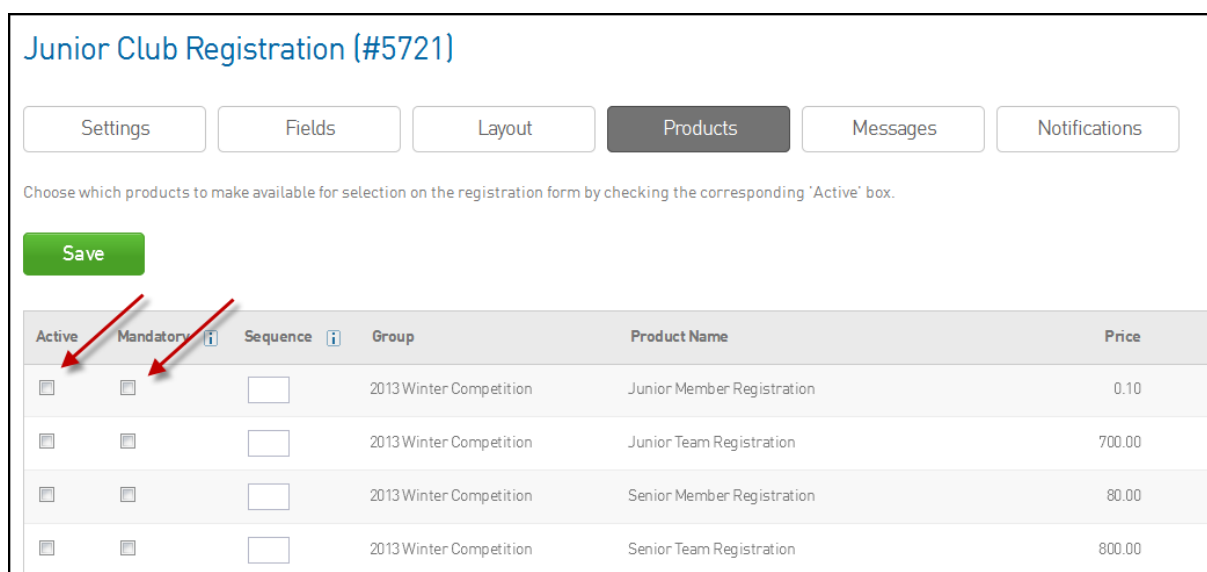 Junior Club Registration (#5721)
Settings Fields Layout Products Messages Notifications
Choose which products to make available for selection on the registration form by checking the corresponding 'Active' box.
Save
Active Mandatory i Sequence i Group Product Name Price
2013 Winter Competition Junior Member Registration 0.10
2013 Winter Competition Junior Team Registration 700.00
2013 Winter Competition Senior Member Registration 80.00
2013 Winter Competition Senior Team Registration 800.00